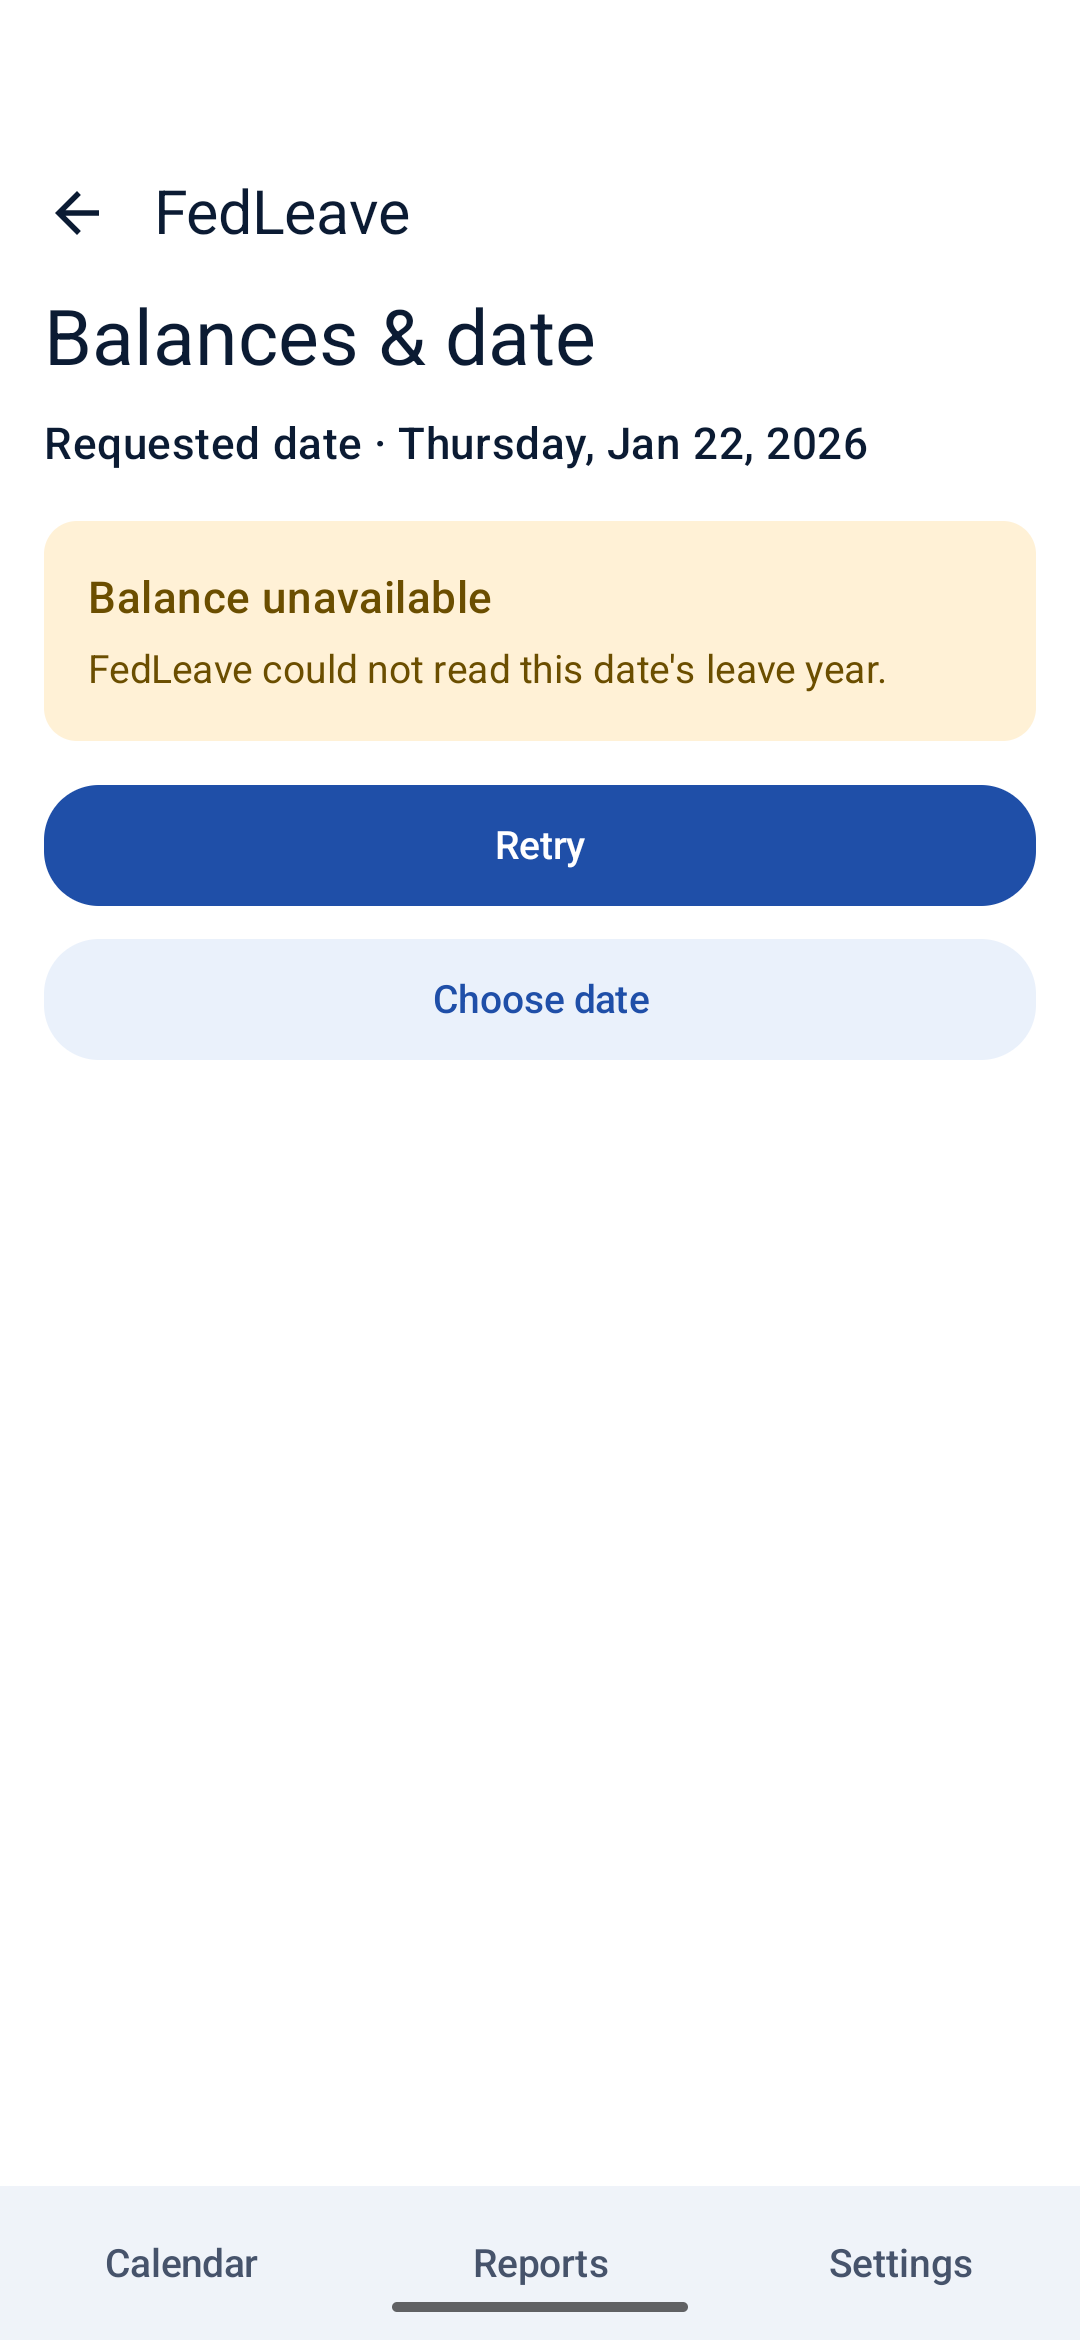 FedLeave
Balances & date
Requested date · Thursday, Jan 22, 2026
Balance unavailable
FedLeave could not read this date's leave year.
Retry
Choose date
Calendar
Reports
Settings